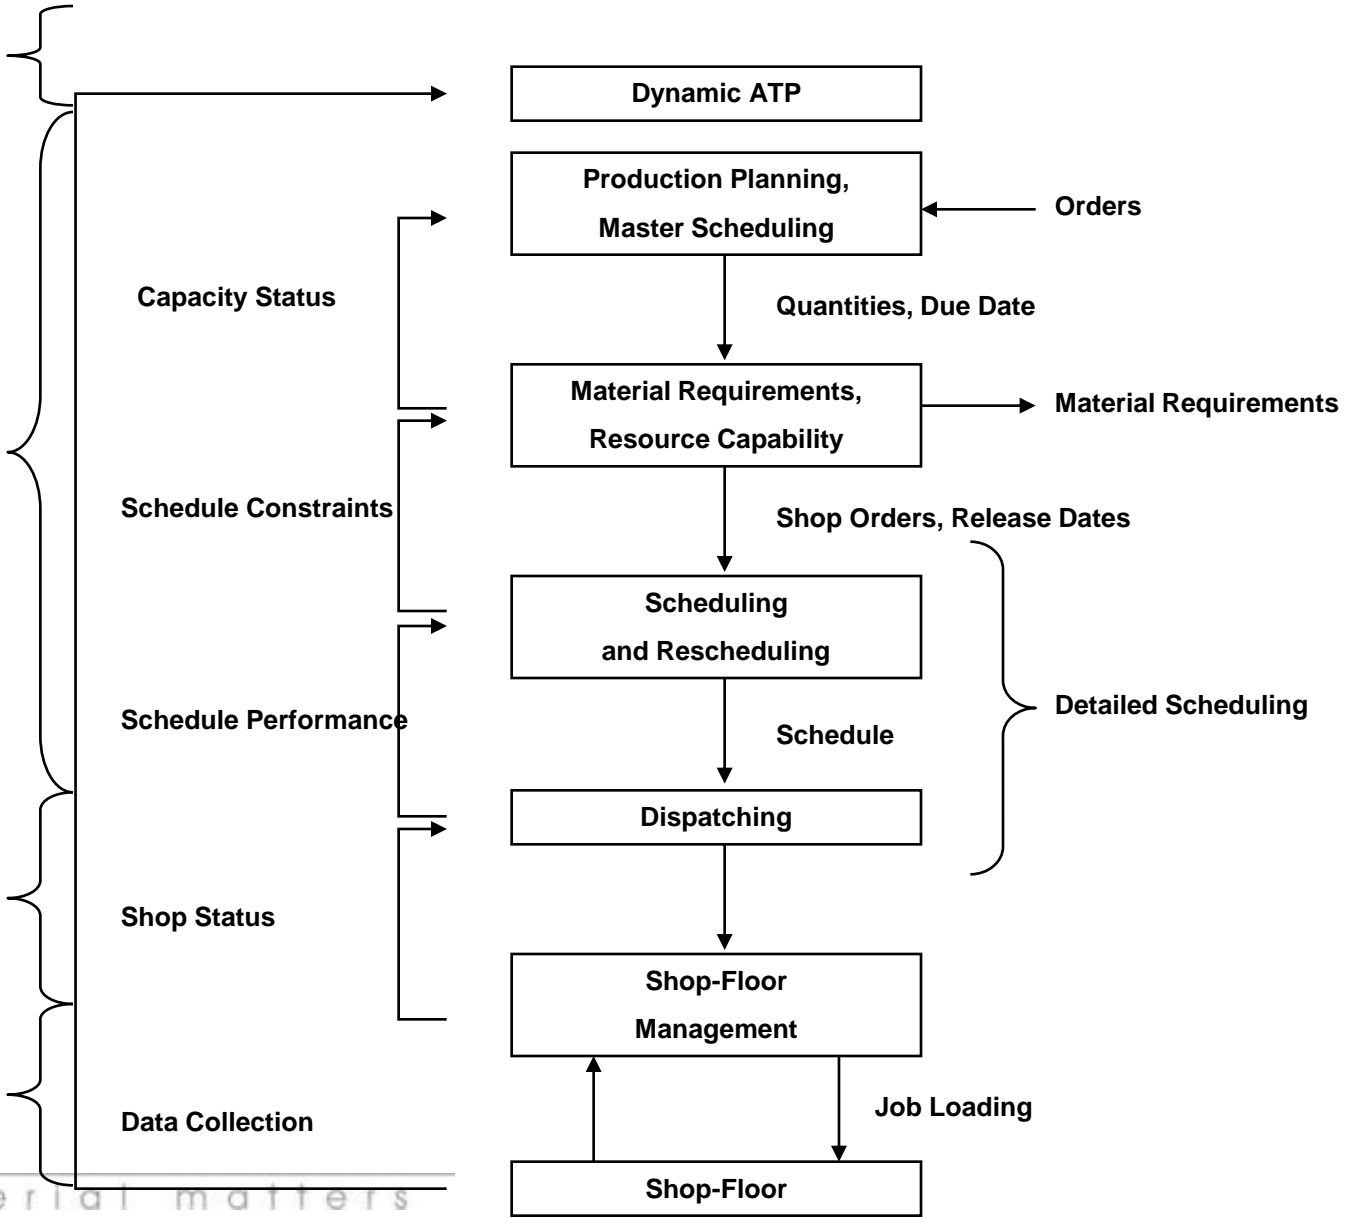 Dynamic ATP
Production Planning,
Master Scheduling
Orders
Capacity Status
Quantities, Due Date
Material Requirements,
Resource Capability
Material Requirements
Schedule Constraints
Shop Orders, Release Dates
Scheduling
and Rescheduling
Detailed Scheduling
Schedule Performance
Schedule
Dispatching
Shop Status
Shop-Floor
Management
Data Collection
Job Loading
Shop-Floor
erial matters